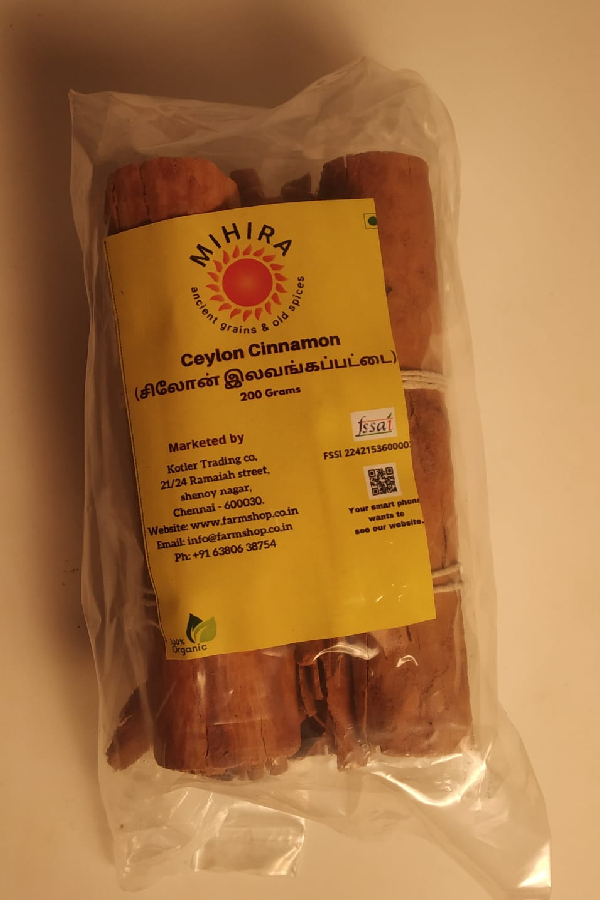 MIHIRA
ancient grains & old spices
Ceylon Cinnamon
(சிலோன் இலவங்கப்பட்டை)
200 Grams
Marketed by
Kotler Trading co,
21/24 Ramaiah street,
shenoy nagar,
Chennai - 600030.
Website: www.farmshop.co.in
Email: info@farmshop.co.in
Ph: +91 63806 38754
fssai
FSSI
Your smart phone
wants to
see our website.
100%
Organic